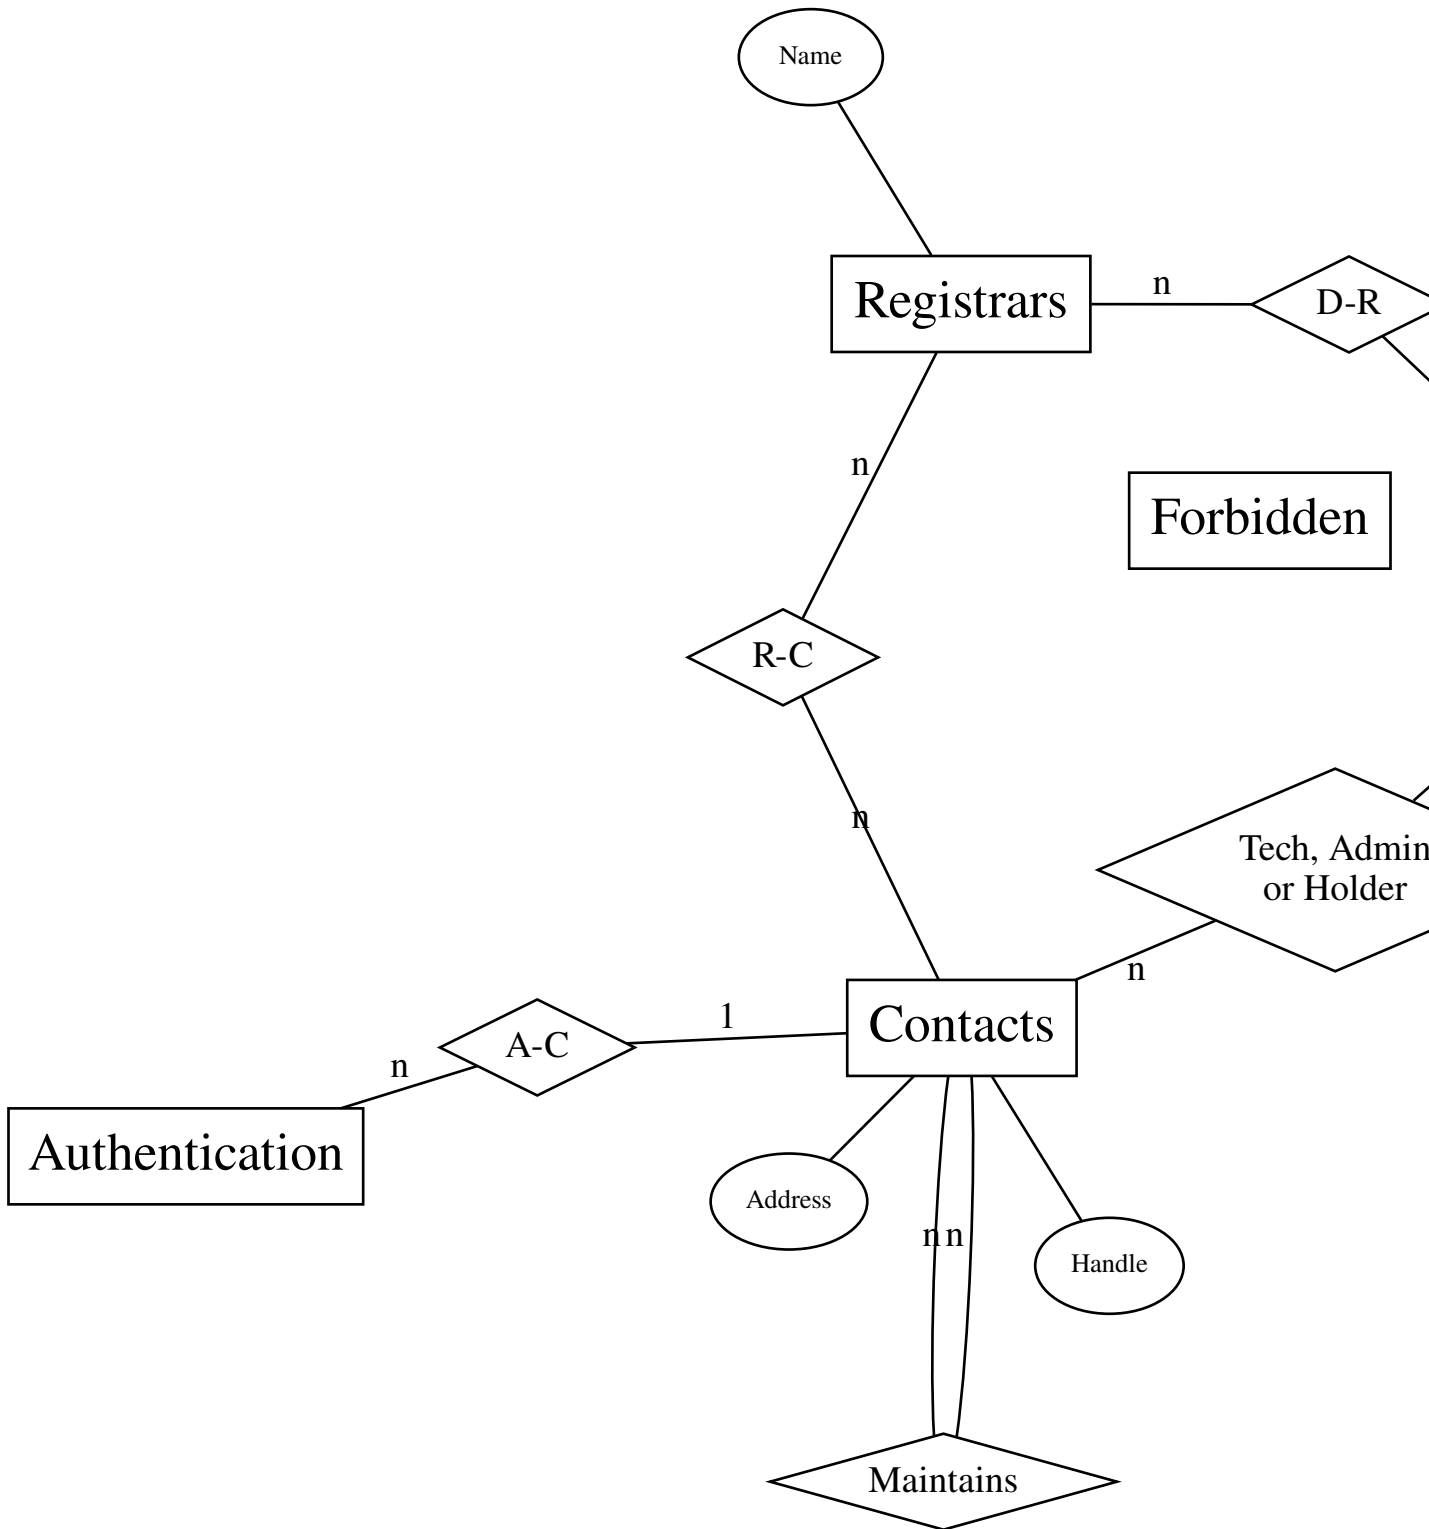 Name
Registrars
n
D-R
n
Forbidden
R-C
n
Tech, Admin
or Holder
n
Contacts
1
A-C
n
Authentication
Address
n
n
Handle
Maintains